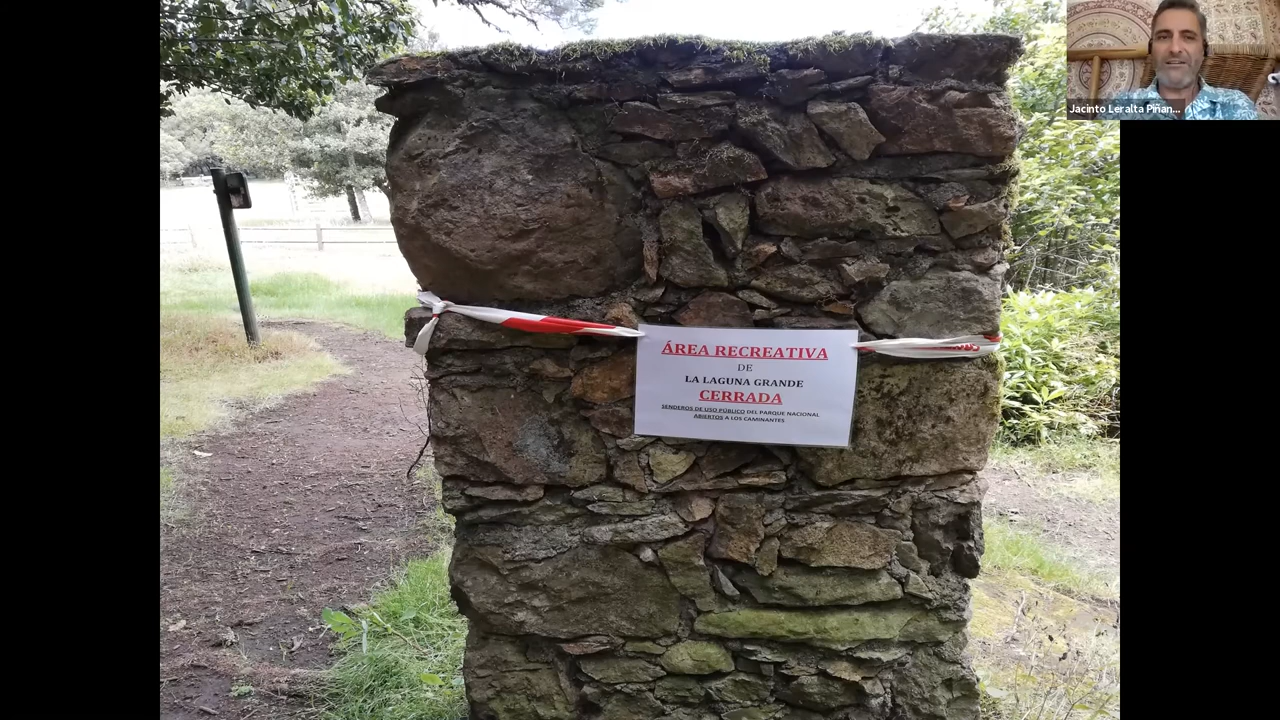 Jacinto Leralta Piñan...
ÁREA RECREATIVA
DE
LA LAGUNA GRANDE
CERRADA
SENDEROS DE USO PÚBLICO DEL PARQUE NACIONAL
ABIERTOS A LOS CAMINANTES